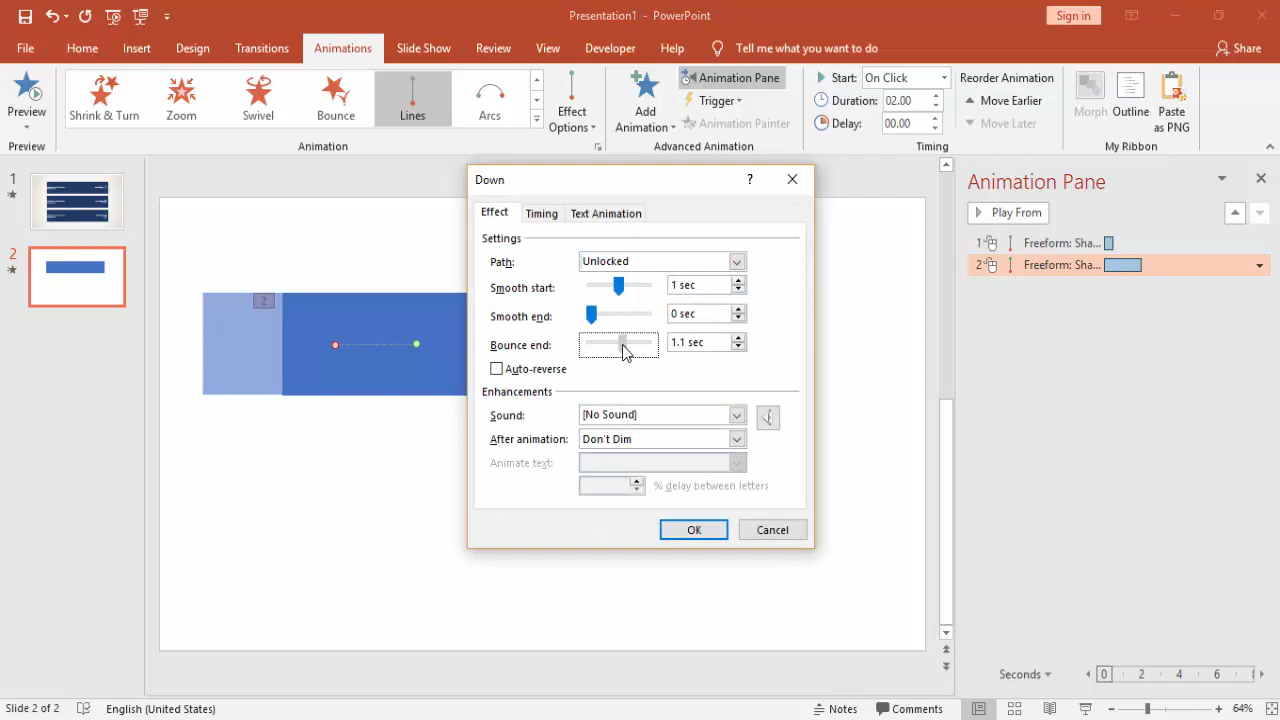 Presentation1 - PowerPoint
Sign in
File Home Insert Design Transitions Animations Slide Show Review View Developer Help Tell me what you want to do Share
Preview
Shrink & Turn Zoom Swivel Bounce Lines Arcs
Effect Options
Add Animation
Animation Pane
Trigger
Animation Painter
Start: On Click
Duration: 02.00
Delay: 00.00
Reorder Animation
Move Earlier
Move Later
Morph Outline Paste as PNG
Preview Animation Advanced Animation Timing My Ribbon
1
2
2
Down
?
Effect Timing Text Animation
Settings
Path: Unlocked
Smooth start: 1 sec
Smooth end: 0 sec
Bounce end: 1.1 sec
Auto-reverse
Enhancements
Sound: [No Sound]
After animation: Don't Dim
Animate text:
% delay between letters
OK Cancel
Animation Pane
Play From
1 Freeform: Sha...
2 Freeform: Sha...
Seconds 0 2 4 6
Slide 2 of 2 English (United States) Notes Comments 64%